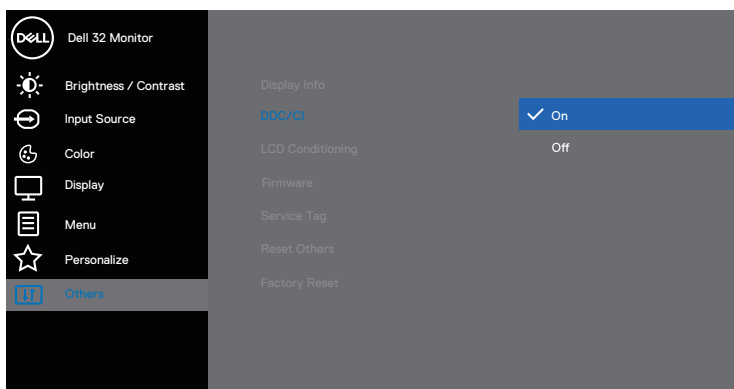 DELL
Dell 32 Monitor
Brightness / Contrast
Input Source
Color
Display
Menu
Personalize
Others
Display Info
DDC/CI
LCD Conditioning
Firmware
Service Tag
Reset Others
Factory Reset
On
Off